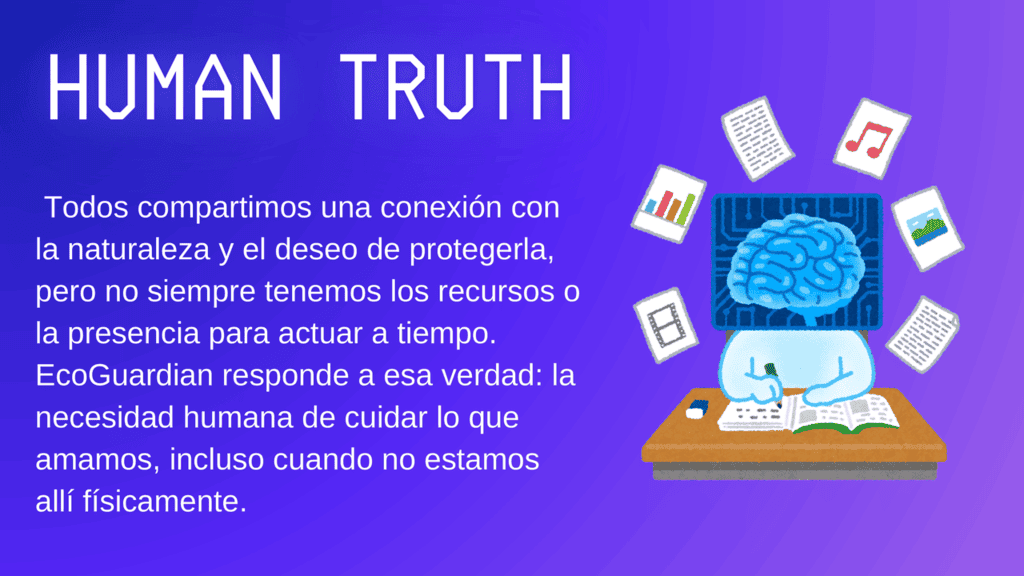 HUMAN TRUTH
Todos compartimos una conexión con
la naturaleza y el deseo de protegerla,
pero no siempre tenemos los recursos o
la presencia para actuar a tiempo.
EcoGuardian responde a esa verdad: la
necesidad humana de cuidar lo que
amamos, incluso cuando no estamos
allí físicamente.